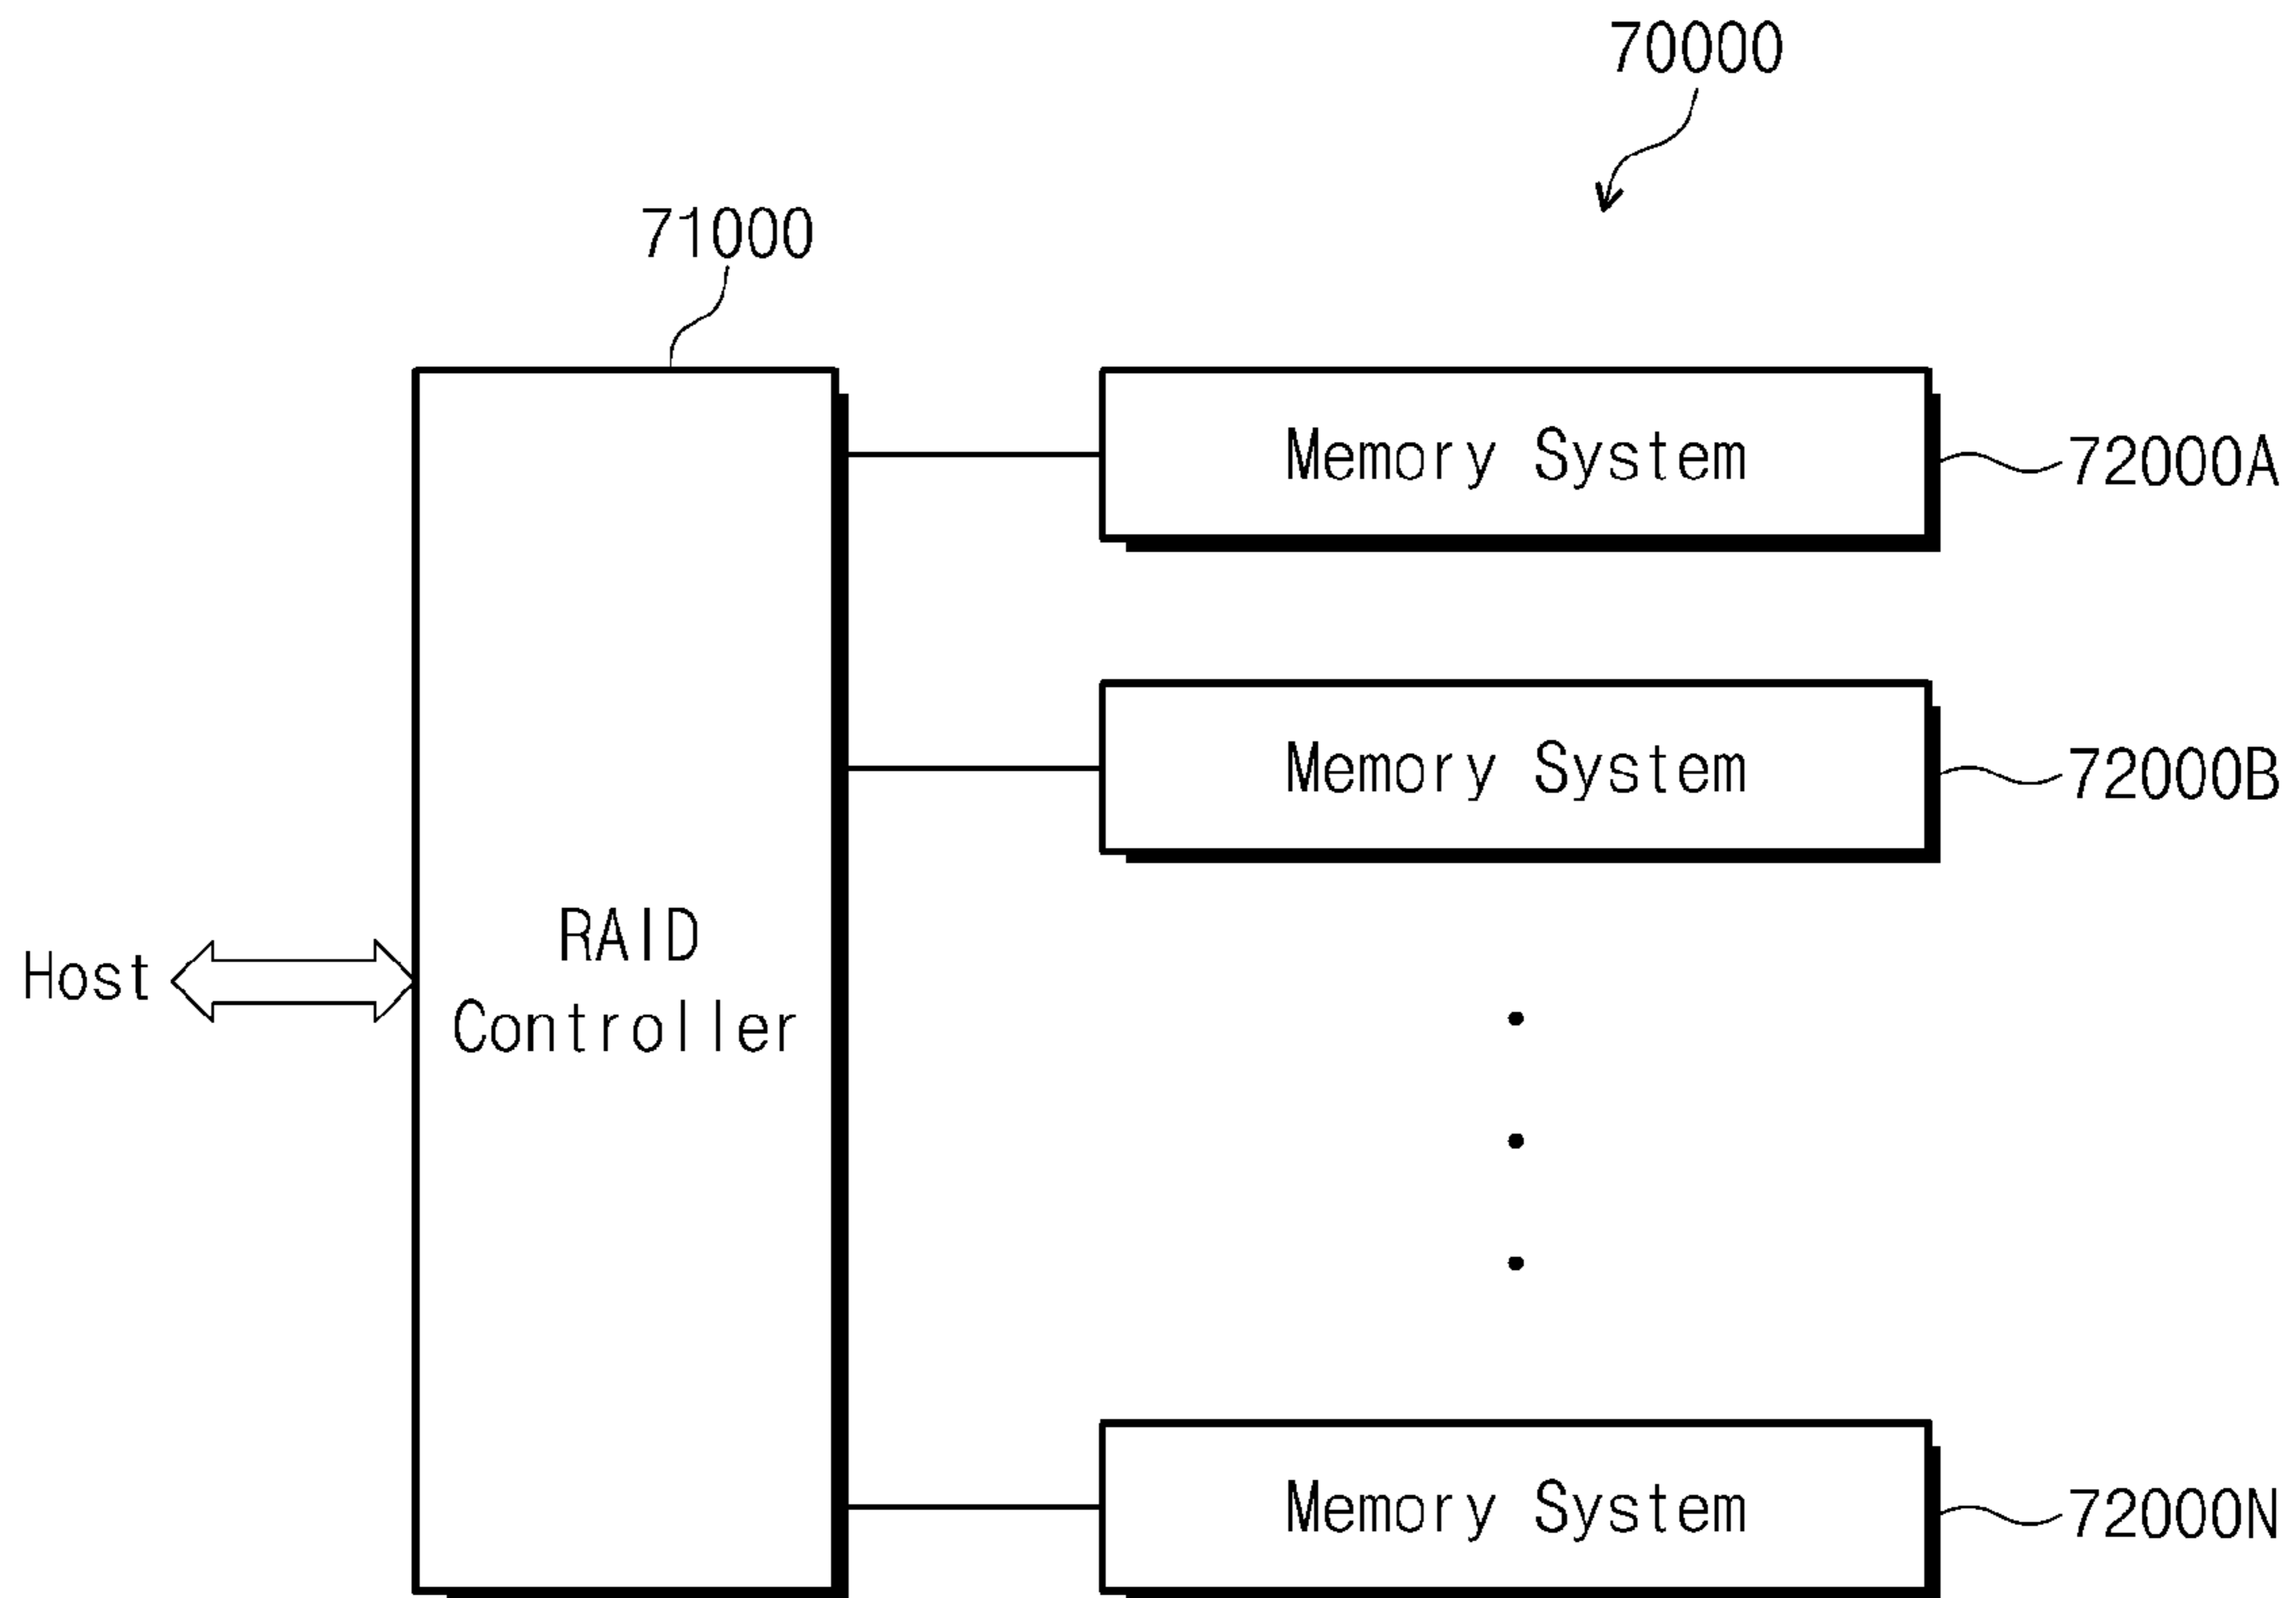 70000
71000
Memory System
72000A
Memory System
72000B
Host
RAID
Controller
Memory System
72000N